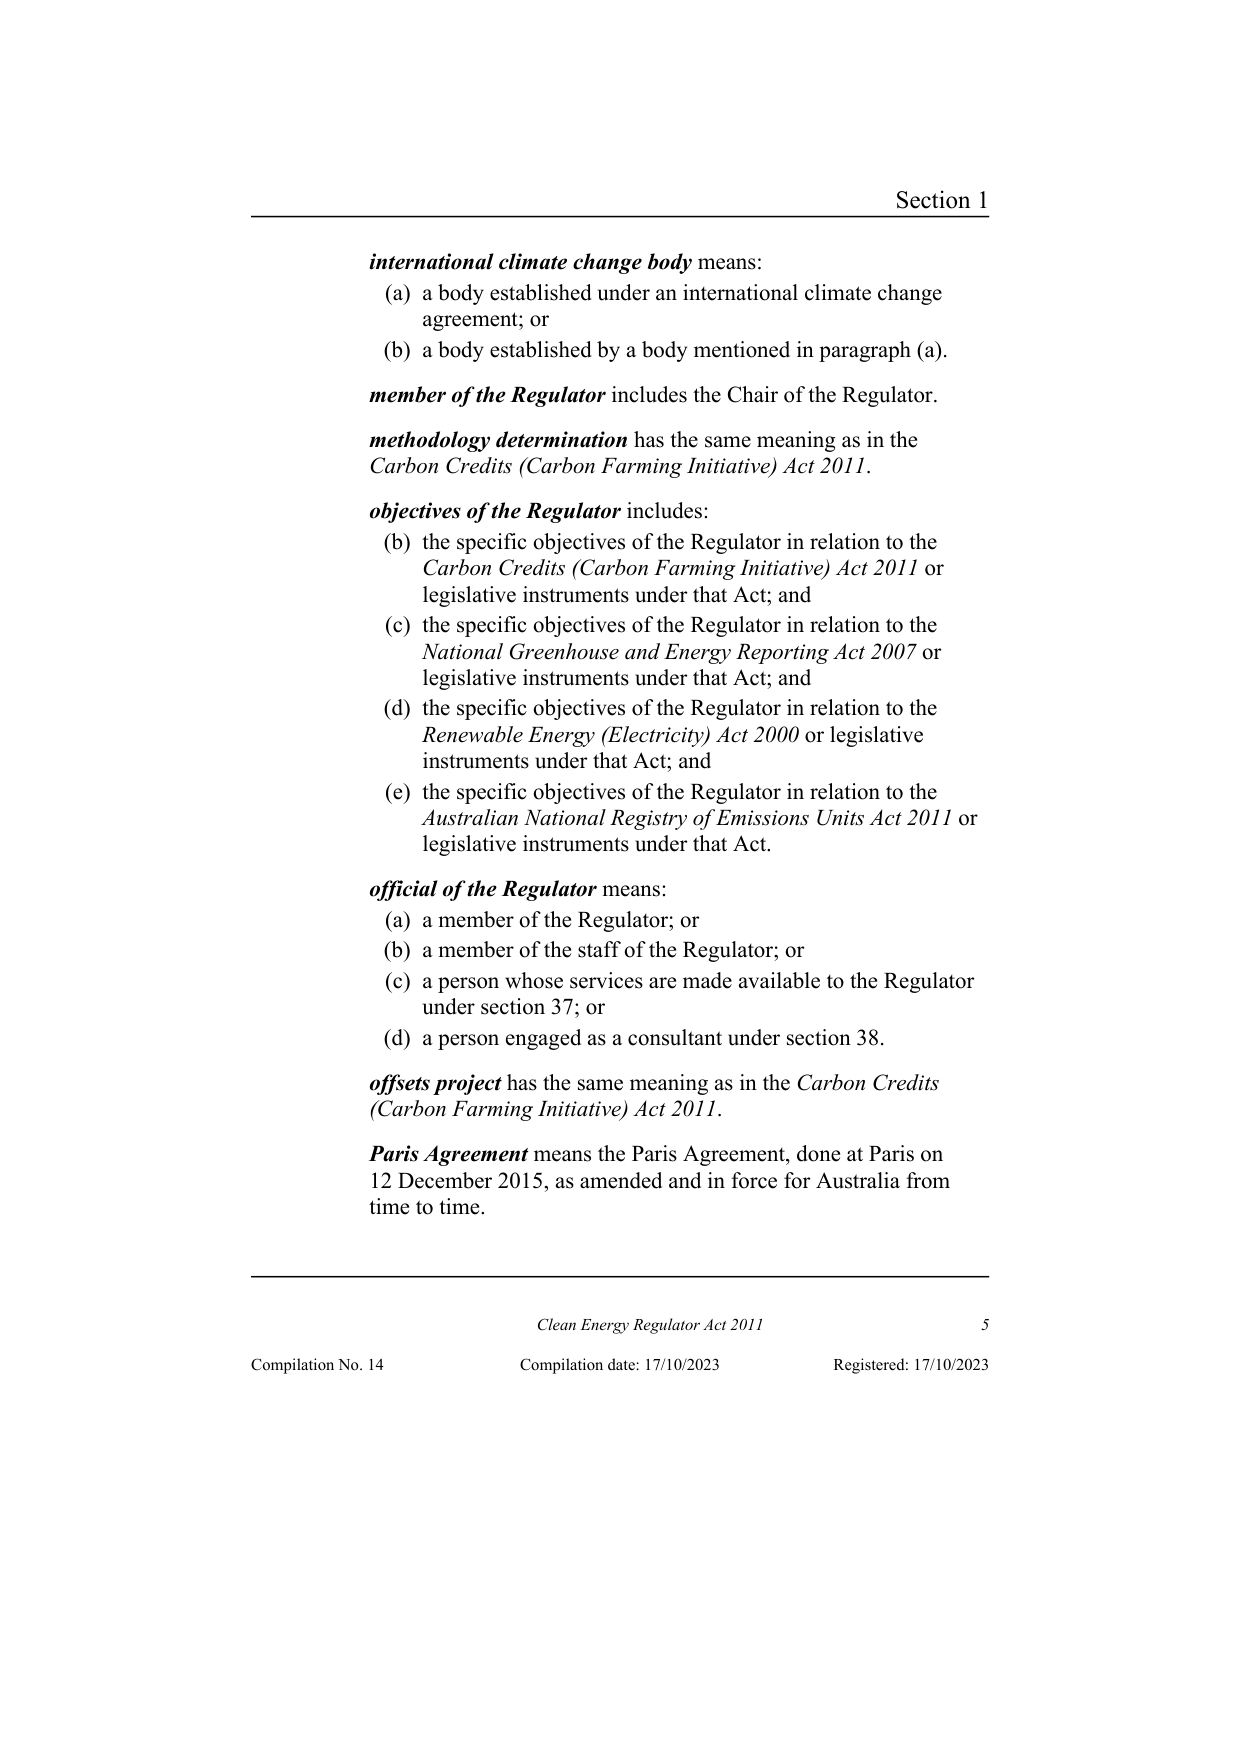 Section 1
international climate change body means:
(a) a body established under an international climate change
agreement; or
(b) a body established by a body mentioned in paragraph (a).
member of the Regulator includes the Chair of the Regulator.
methodology determination has the same meaning as in the
Carbon Credits (Carbon Farming Initiative) Act 2011.
objectives of the Regulator includes:
(b) the specific objectives of the Regulator in relation to the
Carbon Credits (Carbon Farming Initiative) Act 2011 or
legislative instruments under that Act; and
(c) the specific objectives of the Regulator in relation to the
National Greenhouse and Energy Reporting Act 2007 or
legislative instruments under that Act; and
(d) the specific objectives of the Regulator in relation to the
Renewable Energy (Electricity) Act 2000 or legislative
instruments under that Act; and
(e) the specific objectives of the Regulator in relation to the
Australian National Registry of Emissions Units Act 2011 or
legislative instruments under that Act.
official of the Regulator means:
(a) a member of the Regulator; or
(b) a member of the staff of the Regulator; or
(c) a person whose services are made available to the Regulator
under section 37; or
(d) a person engaged as a consultant under section 38.
offsets project has the same meaning as in the Carbon Credits
(Carbon Farming Initiative) Act 2011.
Paris Agreement means the Paris Agreement, done at Paris on
12 December 2015, as amended and in force for Australia from
time to time.
Clean Energy Regulator Act 2011 5
Compilation No. 14 Compilation date: 17/10/2023 Registered: 17/10/2023